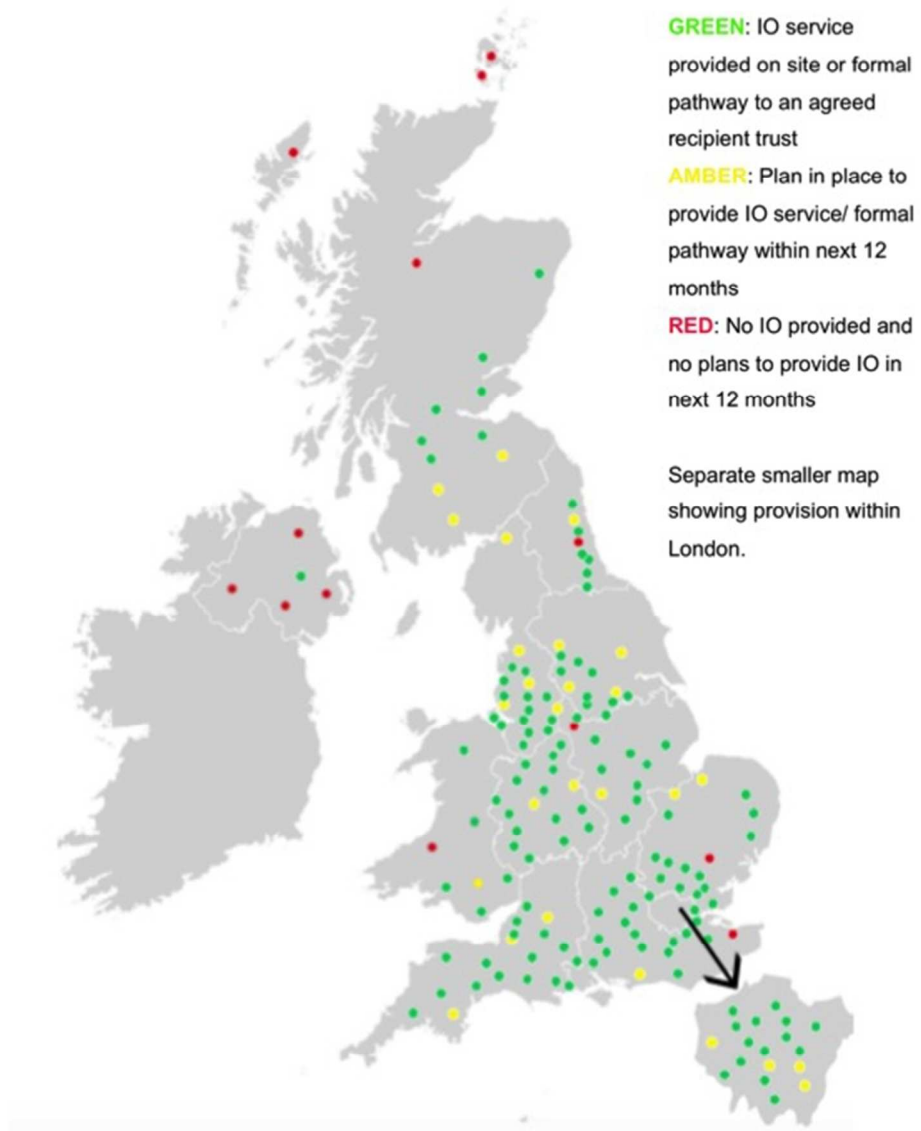 GREEN: IO service
provided on site or formal
pathway to an agreed
recipient trust
AMBER: Plan in place to
provide IO service/ formal
pathway within next 12
months
RED: No IO provided and
no plans to provide IO in
next 12 months
Separate smaller map
showing provision within
London.